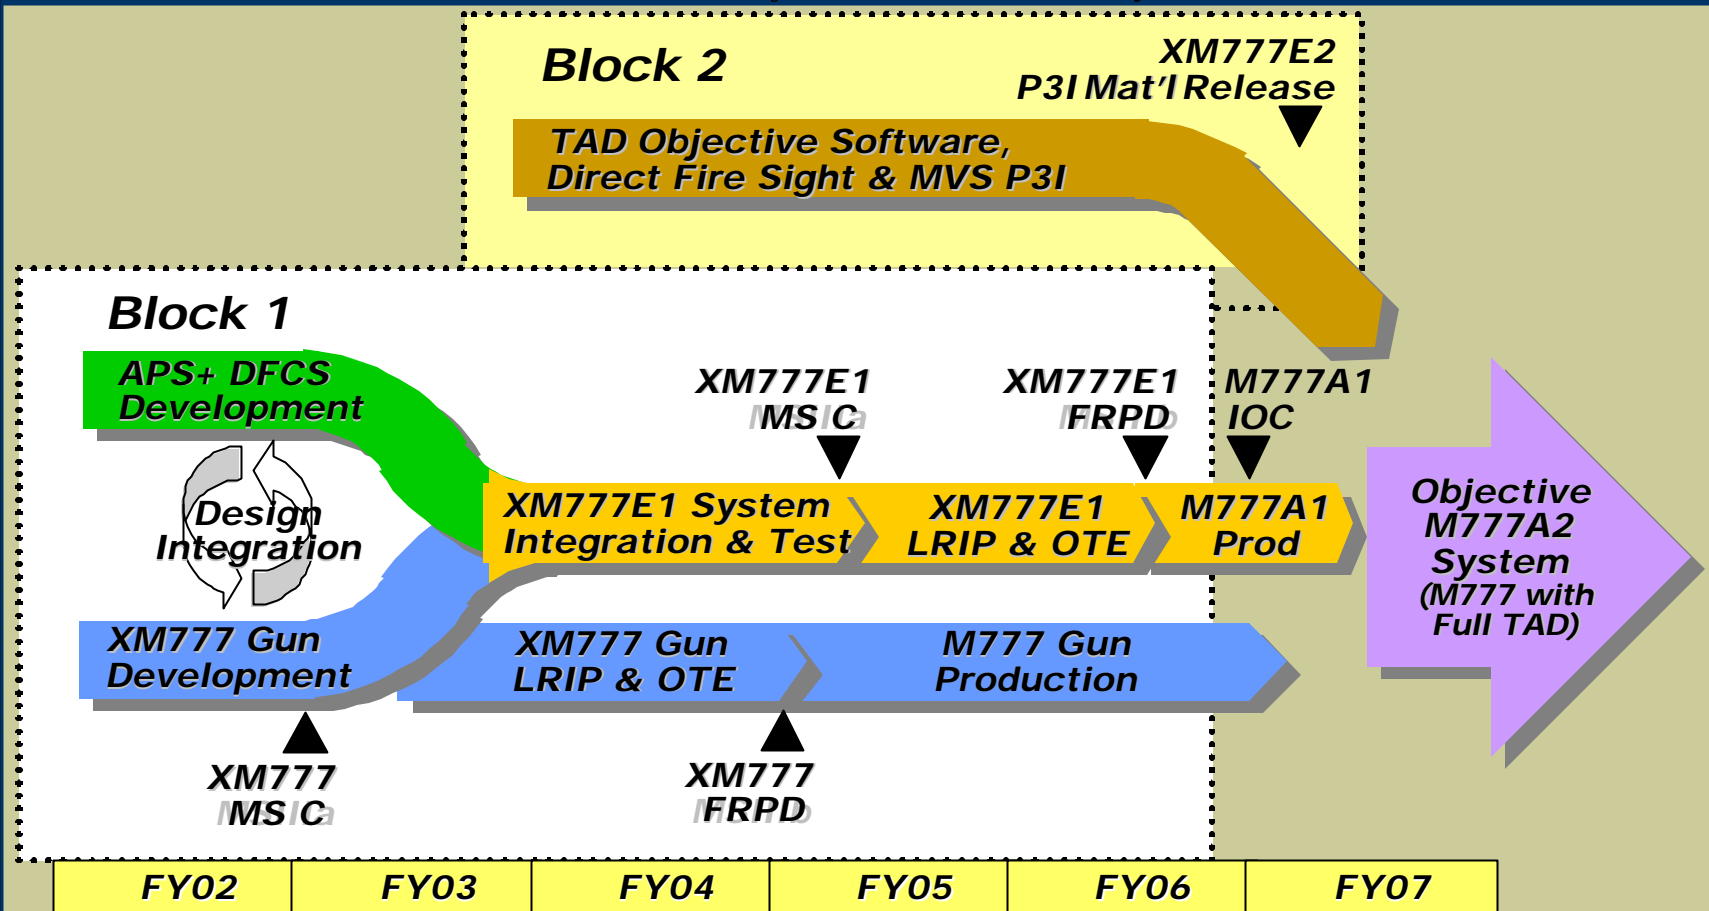 Block 2
XM777E2
P3I Mat'l Release
TAD Objective Software,
Direct Fire Sight & MVS P3I
Block 1
APS+ DFCS
Development
XM777E1
MS C
XM777E1
FRPD
M777A1
IOC
Design
Integration
XM777E1 System
Integration & Test
XM777E1
LRIP & OTE
M777A1
Prod
Objective
M777A2
System
(M777 with
Full TAD)
XM777 Gun
Development
XM777 Gun
LRIP & OTE
M777 Gun
Production
XM777
MS C
XM777
FRPD
FY02
FY03
FY04
FY05
FY06
FY07